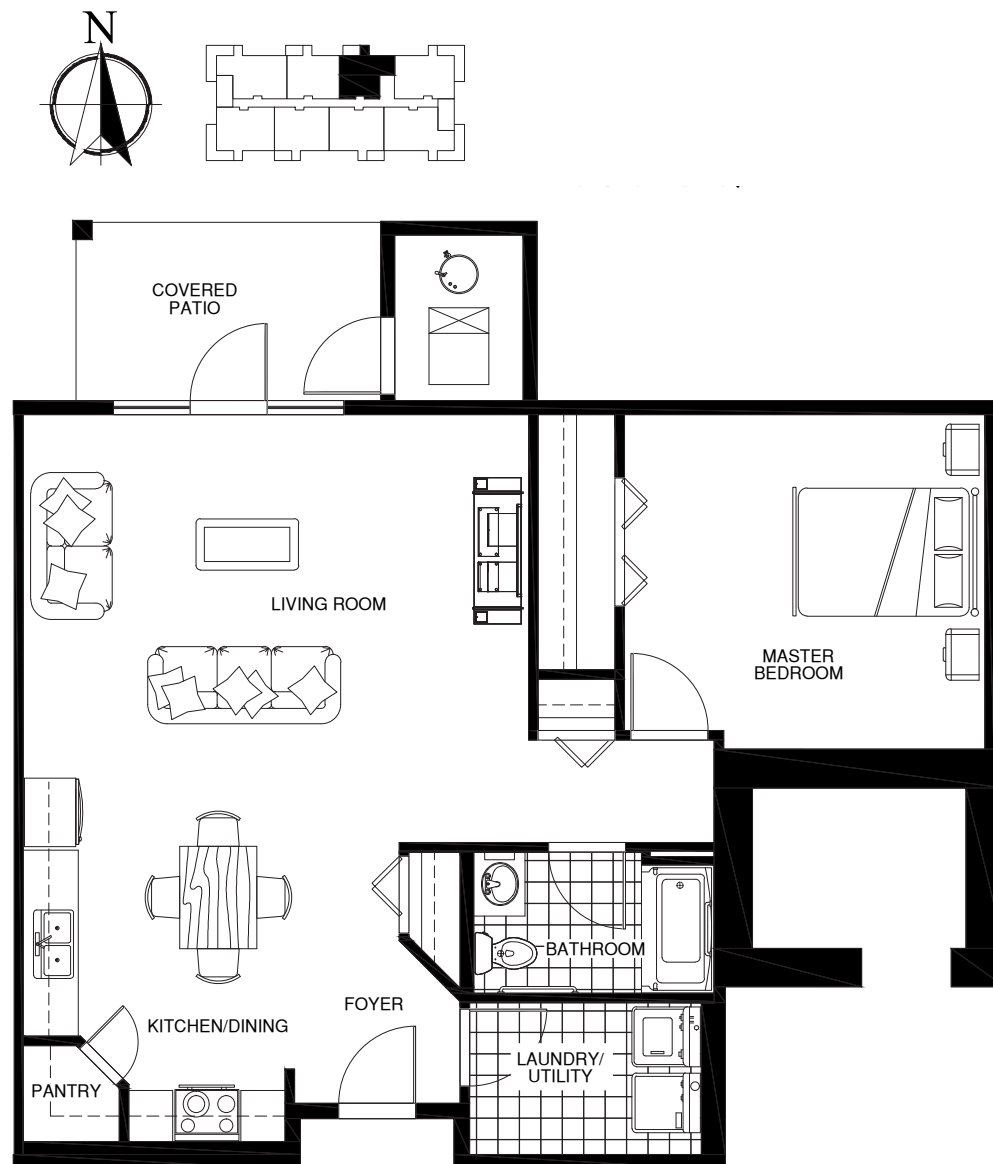 N
COVERED
PATIO
LIVING ROOM
MASTER
BEDROOM
BATHROOM
FOYER
KITCHEN/DINING
LAUNDRY/
UTILITY
PANTRY